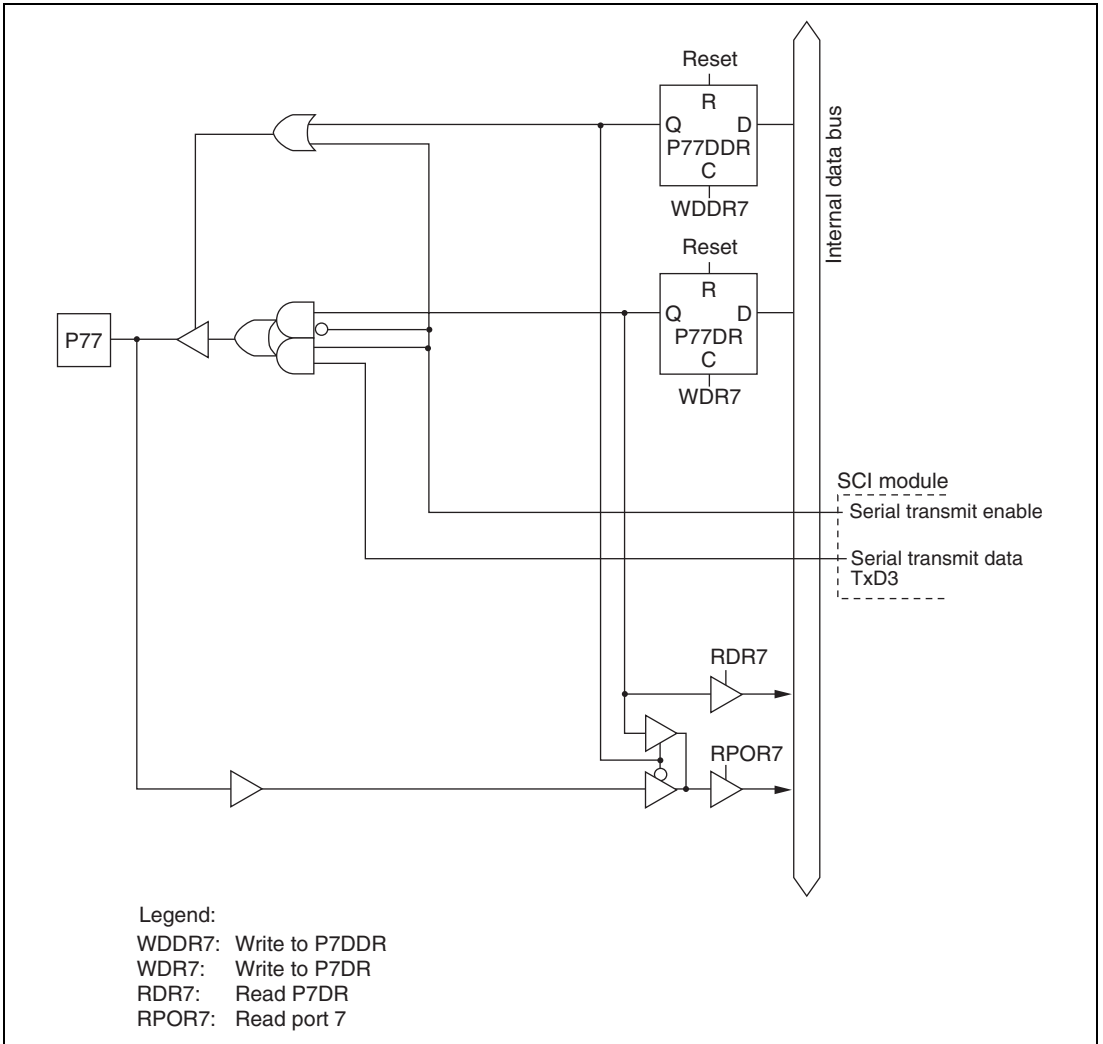 Reset
R
Q D
P77DDR
C
WDDR7
Internal data bus
Reset
R
Q D
P77DR
C
WDR7
P77
SCI module
Serial transmit enable
Serial transmit data
TxD3
RDR7
RPOR7
Legend:
WDDR7: Write to P7DDR
WDR7: Write to P7DR
RDR7: Read P7DR
RPOR7: Read port 7